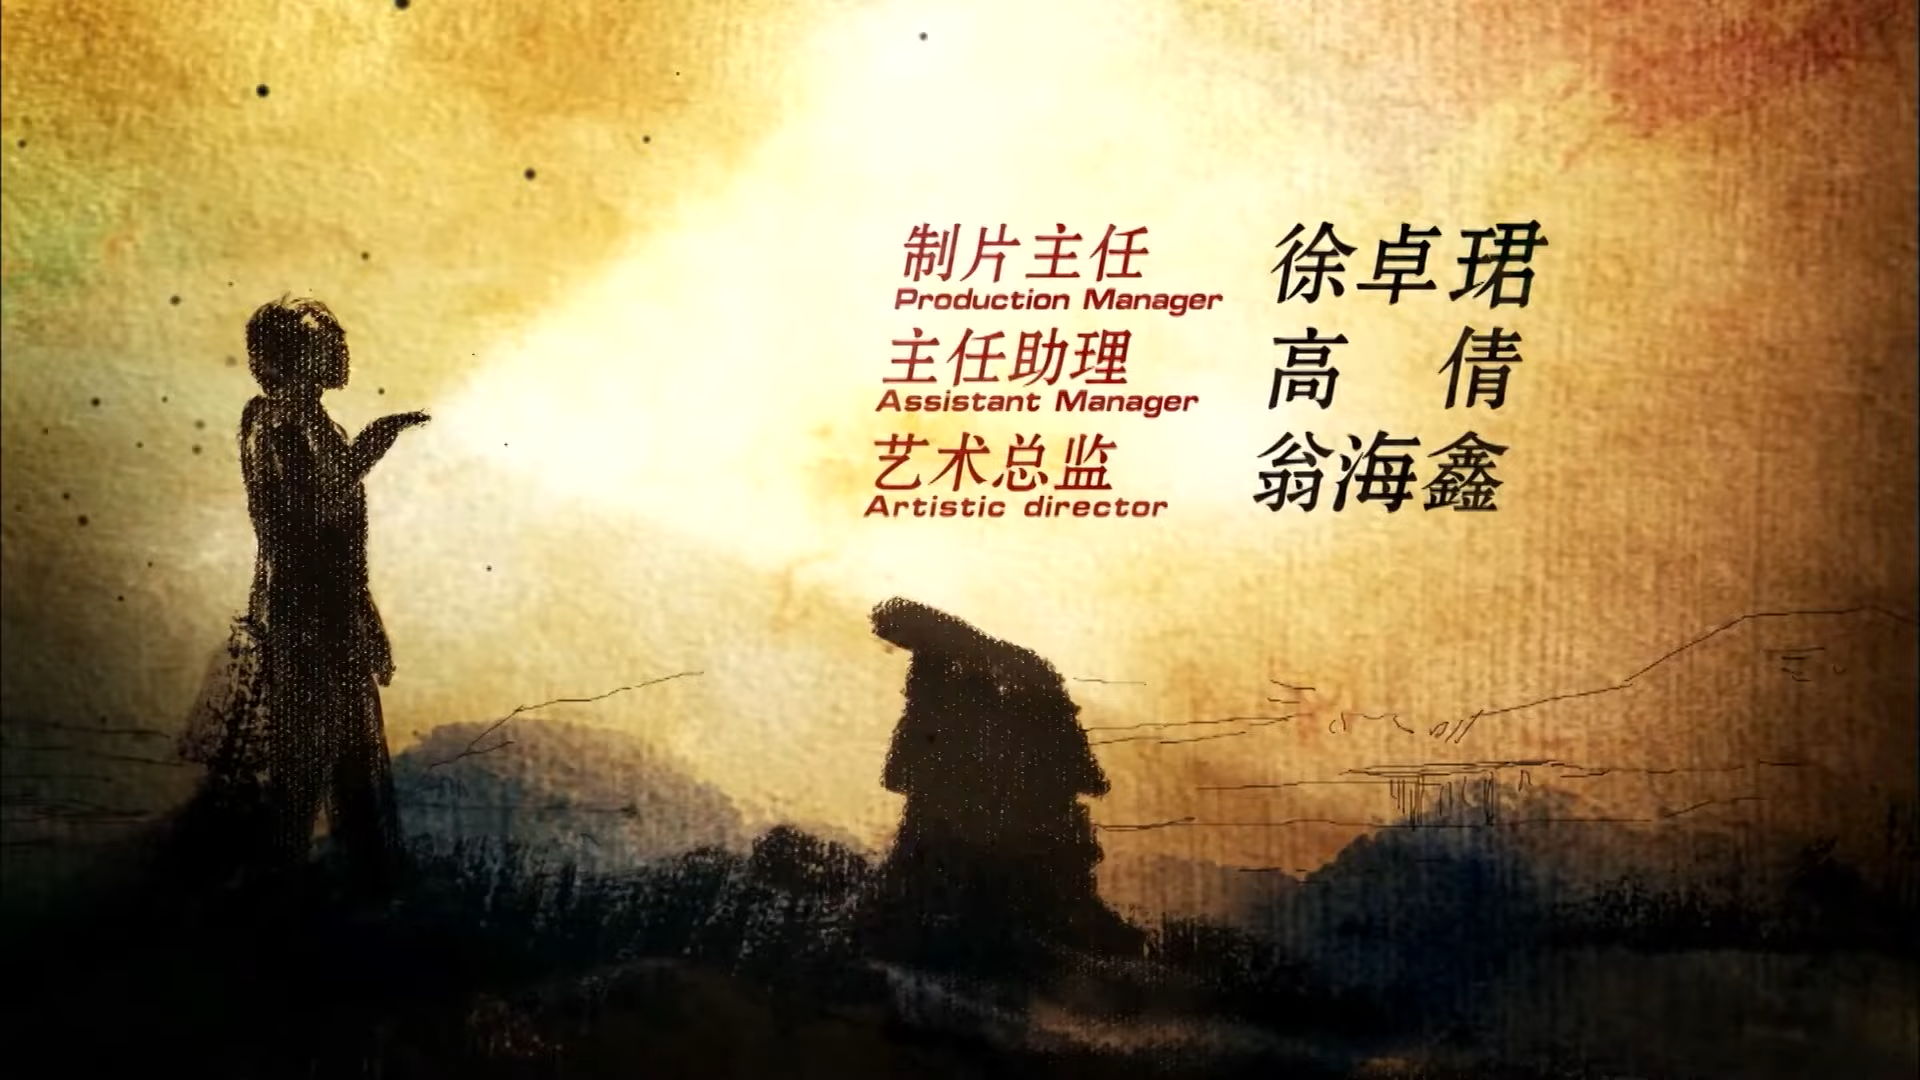 制片主任 徐卓珺
Production Manager
主任助理 高 倩
Assistant Manager
艺术总监 翁海鑫
Artistic director